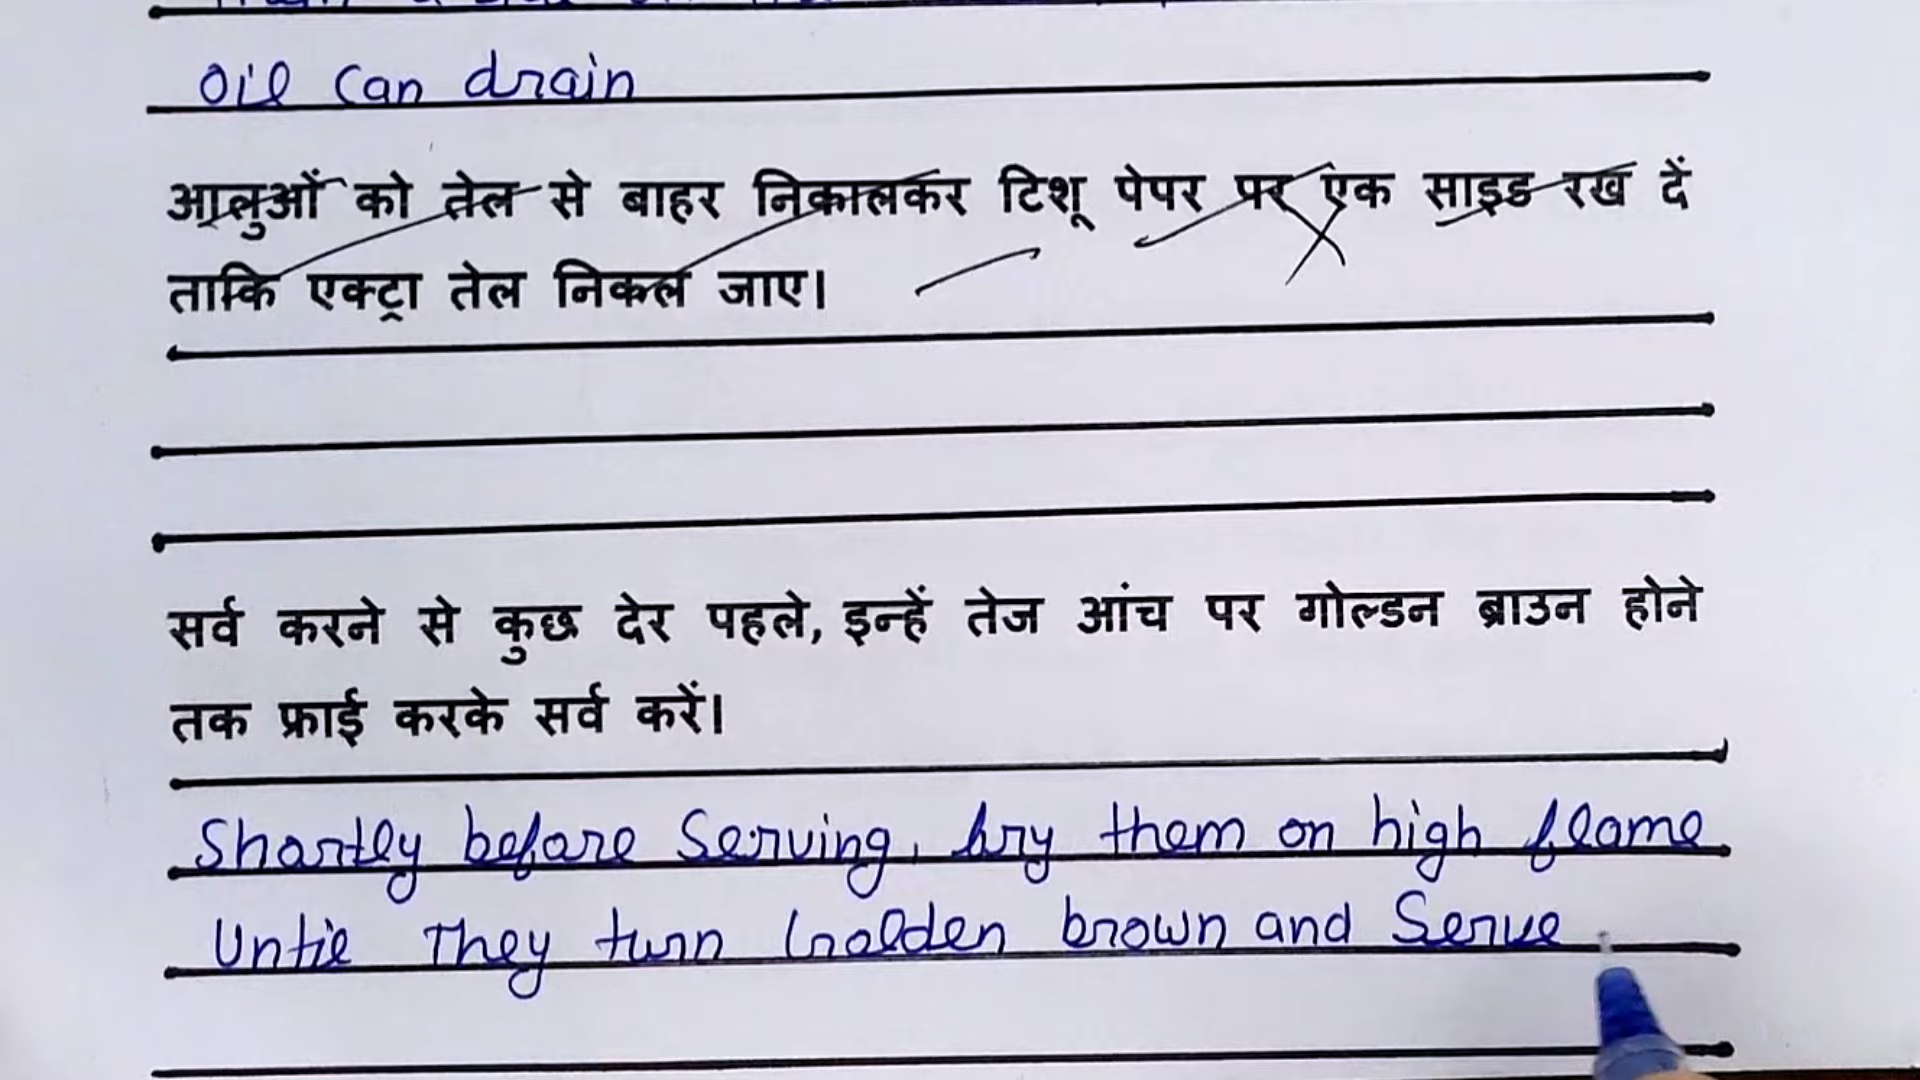 Oil Can drain
आलुओं को तेल से बाहर निकालकर टिशू पेपर पर एक साइड रख दें
ताकि एक्ट्रा तेल निकल जाए।
सर्व करने से कुछ देर पहले, इन्हें तेज आंच पर गोल्डन ब्राउन होने
तक फ्राई करके सर्व करें।
Shortly before Serving, fry them on high flame
Until They turn Golden brown and Serve